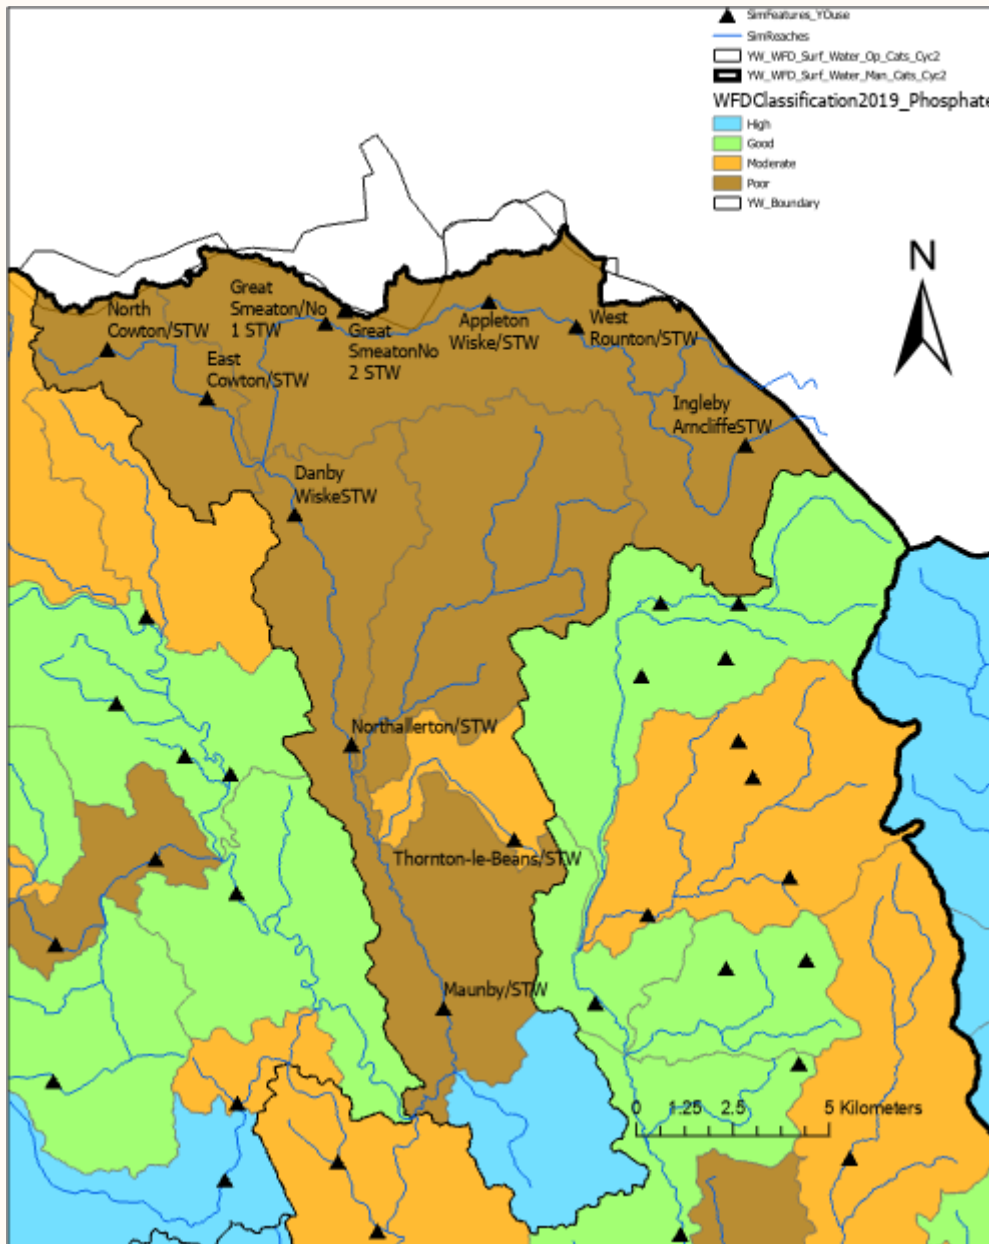 SimFeatures_YDuse
SimReaches
YW_WFD_Surf_Water_Op_Cats_Cyc2
YW_WFD_Surf_Water_Man_Cats_Cyc2
WFDClassification2019_Phosphate
High
Good
Moderate
Poor
YW_Boundary
N
North
Cowton/STW
Great
Smeaton/No
1 STW
Great
SmeatonNo
2 STW
Appleton
Wiske/STW
West
Rounton/STW
East
Cowton/STW
Ingleby
ArncliffeSTW
Danby
WiskeSTW
Northallerton/STW
Thornton-le-Beans/STW
Maunby/STW
0 1.25 2.5 5 Kilometers